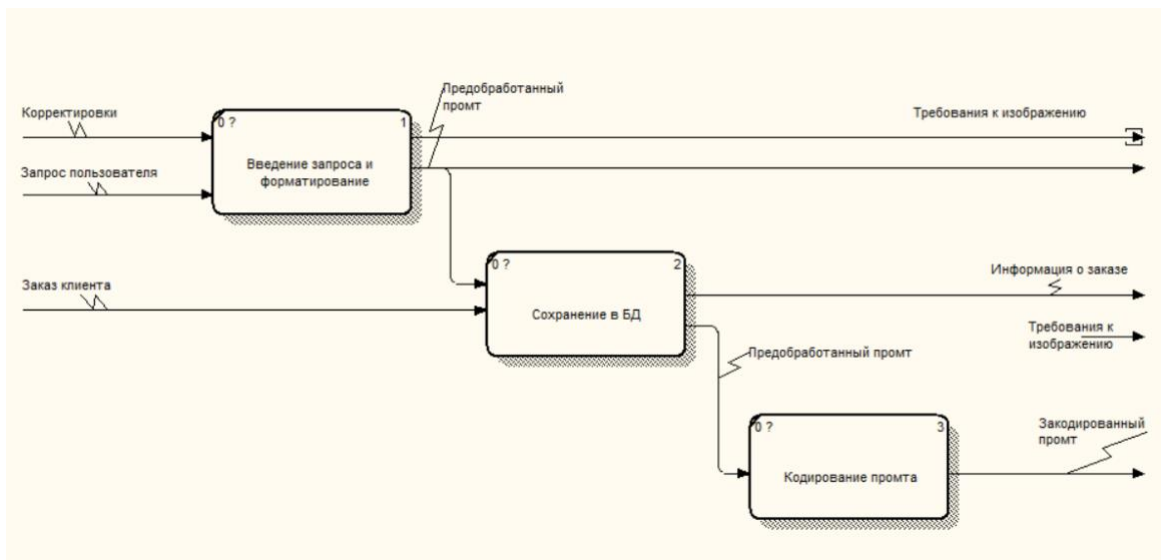 Предобработанный
промт
Корректировки
Требования к изображению
0 ?
1
Введение запроса и
форматирование
Запрос пользователя
0 ?
2
Информация о заказе
Заказ клиента
Сохранение в БД
Требования к
изображению
Предобработанный промт
0 ?
3
Закодированный
промт
Кодирование промта